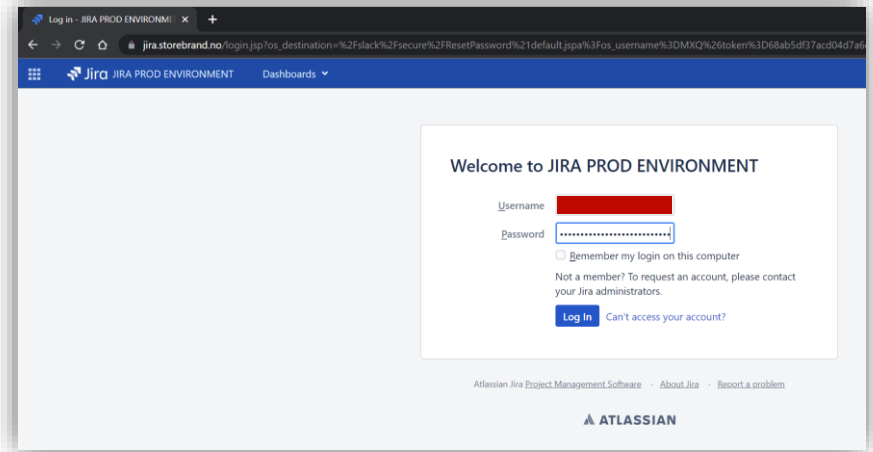 Log in - JIRA PROD ENVIRONME
jira.storebrand.no/login.jsp?os_destination=%2Fslack%2Fsecure%2FResetPassword%21default.jspa%3Fos_username%3DMXQ%26token%3D68ab5df37acd04d7a6
Jira JIRA PROD ENVIRONMENT Dashboards
Welcome to JIRA PROD ENVIRONMENT
Username
Password
Remember my login on this computer
Not a member? To request an account, please contact
your Jira administrators.
Log In Can't access your account?
Atlassian Jira Project Management Software · About Jira · Report a problem
ATLASSIAN